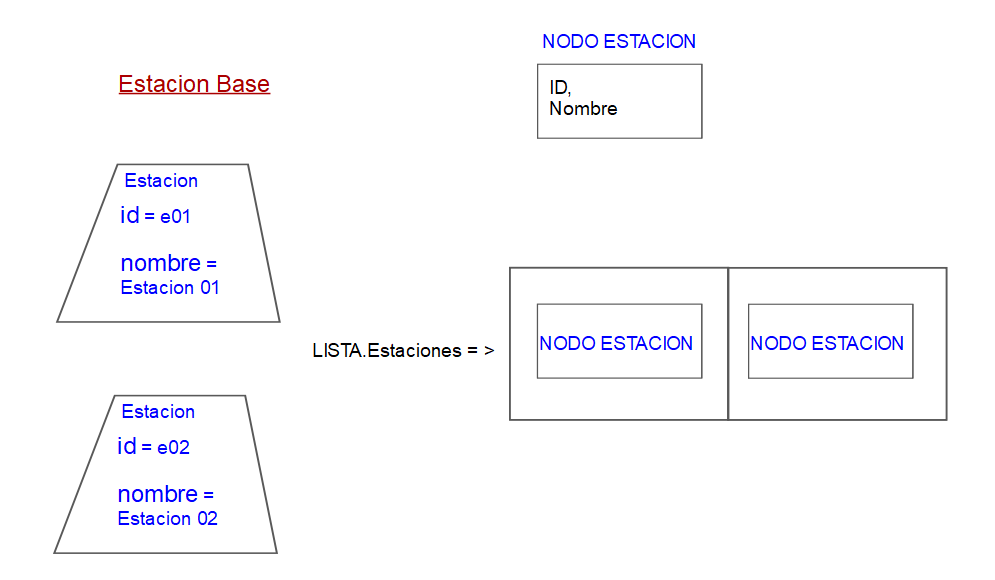 NODO ESTACION
Estacion Base
ID,
Nombre
Estacion
id = e01
nombre =
Estacion 01
LISTA.Estaciones = >
NODO ESTACION
NODO ESTACION
Estacion
id = e02
nombre =
Estacion 02